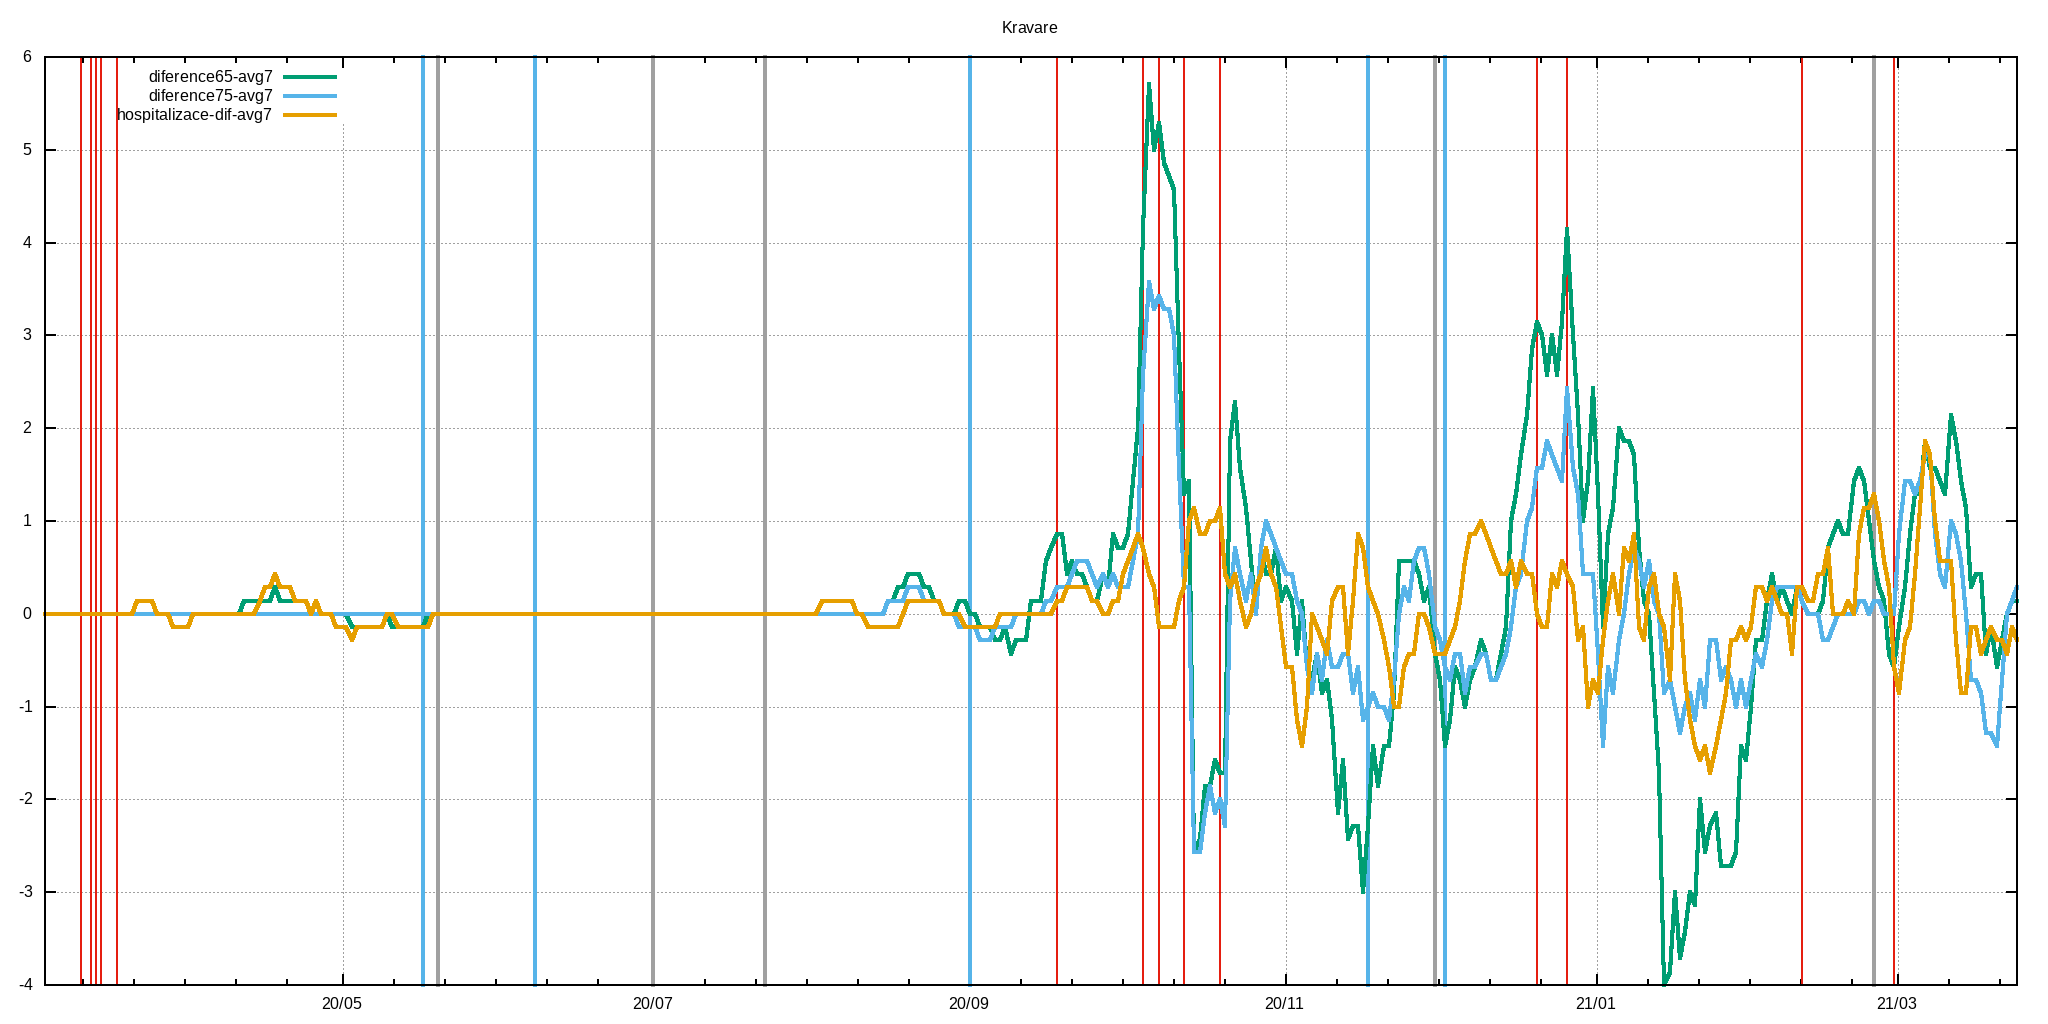 Kravare
6
diference65-avg7
diference75-avg7
hospitalizace-dif-avg7
5
4
3
2
1
0
-1
-2
-3
-4
20/05 20/07 20/09 20/11 21/01 21/03